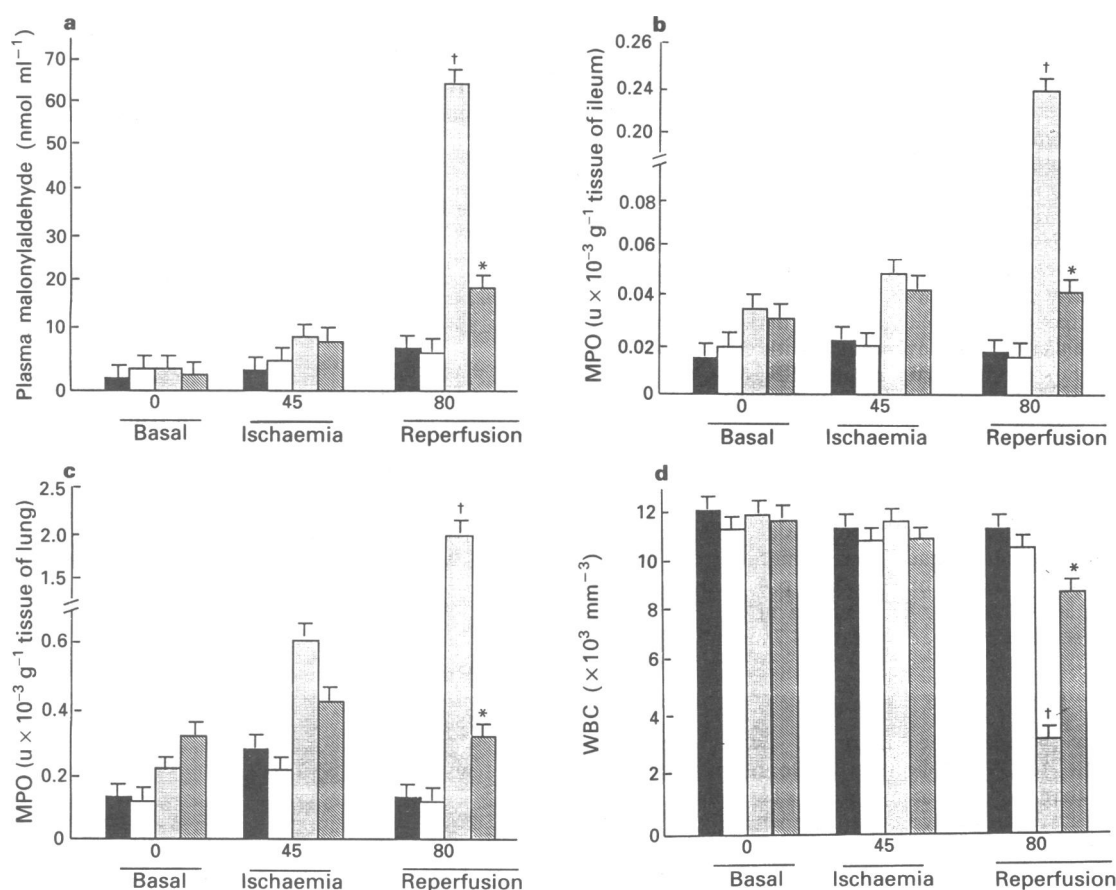 a
Plasma malonylaldehyde (nmol ml⁻¹)
70
60
50
40
30
20
10
0
0
45
80
Basal
Ischaemia
Reperfusion
†
*
b
MPO (u × 10⁻³ g⁻¹ tissue of ileum)
0.26
0.24
0.20
0.08
0.06
0.04
0.02
0
0
45
80
Basal
Ischaemia
Reperfusion
†
*
c
MPO (u × 10⁻³ g⁻¹ tissue of lung)
2.5
2.0
1.5
0.6
0.4
0.2
0
0
45
80
Basal
Ischaemia
Reperfusion
†
*
d
WBC (×10³ mm⁻³)
12
10
8
6
4
2
0
0
45
80
Basal
Ischaemia
Reperfusion
†
*